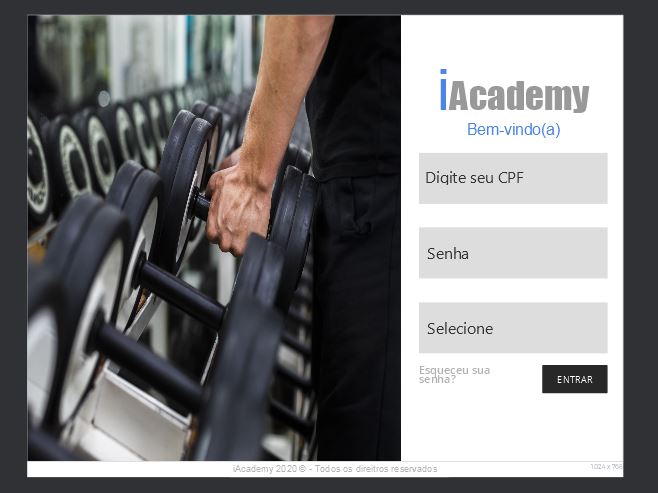 iAcademy
Bem-vindo(a)
Digite seu CPF
Senha
Selecione
Esqueceu sua
senha?
ENTRAR
iAcademy 2020 © - Todos os direitros reservados
1024 x 768